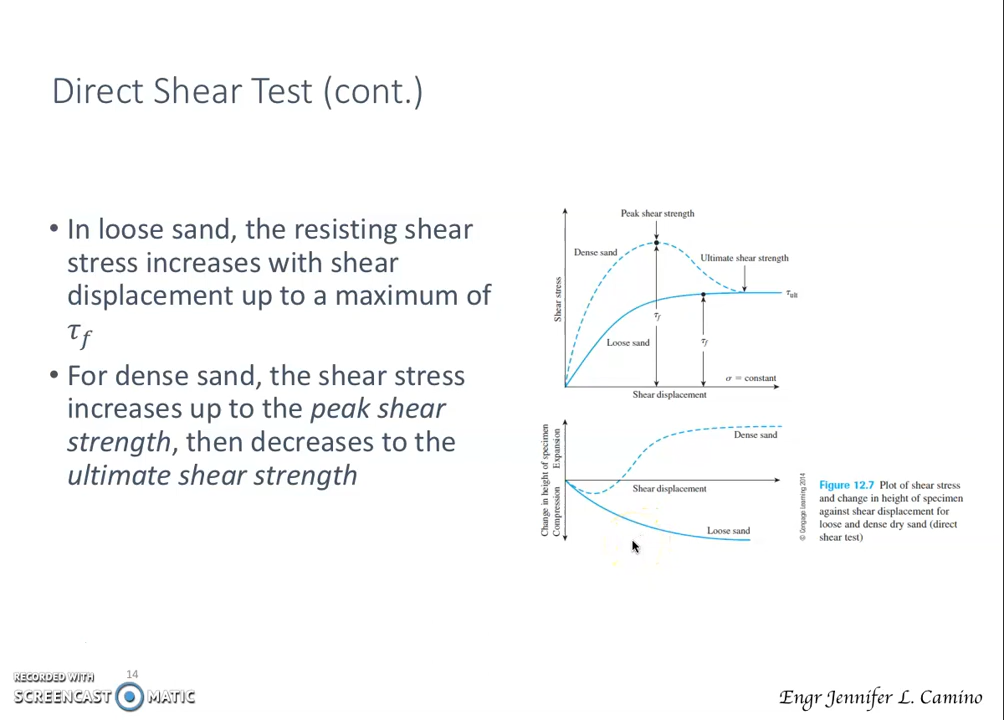 Direct Shear Test (cont.)
• In loose sand, the resisting shear
stress increases with shear
displacement up to a maximum of
τf
• For dense sand, the shear stress
increases up to the peak shear
strength, then decreases to the
ultimate shear strength
Peak shear strength
Dense sand
Ultimate shear strength
Shear stress
τult
τf
Loose sand
τf
σ = constant
Shear displacement
Change in height of specimen
Compression Expansion
Dense sand
Shear displacement
Loose sand
© Cengage Learning 2014
Figure 12.7 Plot of shear stress
and change in height of specimen
against shear displacement for
loose and dense dry sand (direct
shear test)
RECORDED WITH
SCREENCAST MATIC
14
Engr Jennifer L. Camino